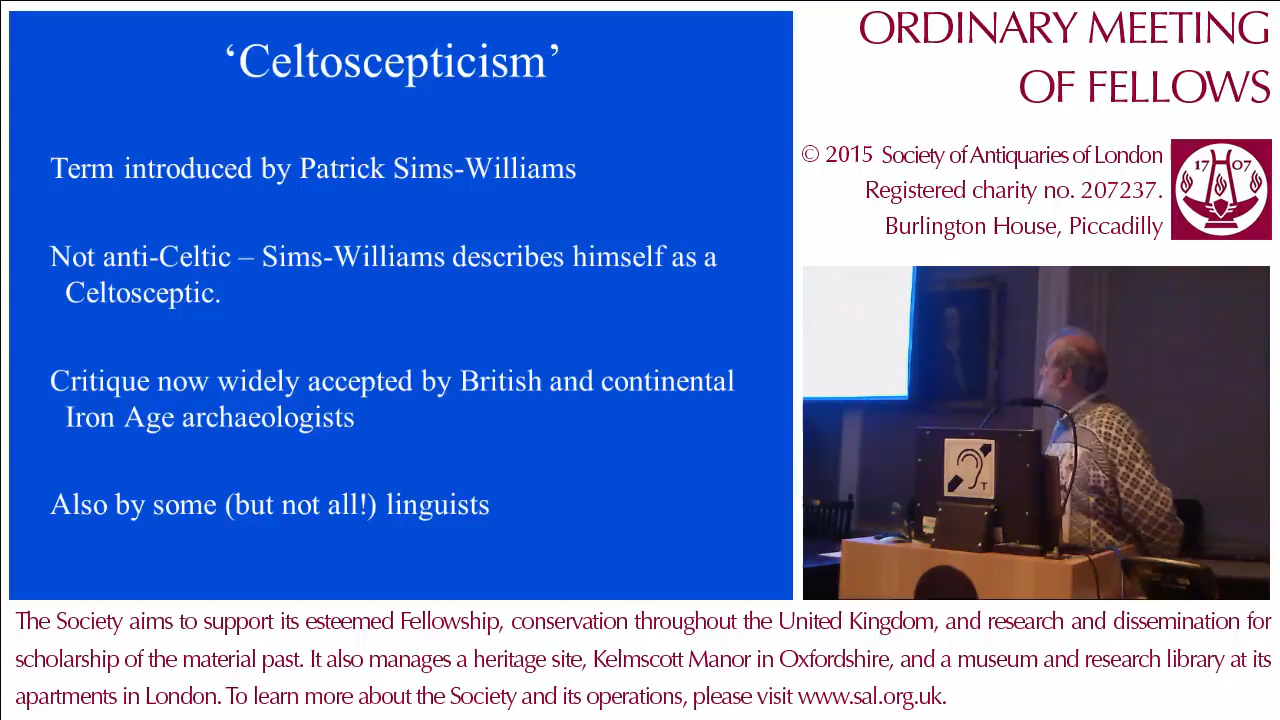 ‘Celtoscepticism’
Term introduced by Patrick Sims-Williams
Not anti-Celtic – Sims-Williams describes himself as a
Celtosceptic.
Critique now widely accepted by British and continental
Iron Age archaeologists
Also by some (but not all!) linguists
ORDINARY MEETING
OF FELLOWS
© 2015 Society of Antiquaries of London
Registered charity no. 207237.
Burlington House, Piccadilly
17 07
T
The Society aims to support its esteemed Fellowship, conservation throughout the United Kingdom, and research and dissemination for
scholarship of the material past. It also manages a heritage site, Kelmscott Manor in Oxfordshire, and a museum and research library at its
apartments in London. To learn more about the Society and its operations, please visit www.sal.org.uk.